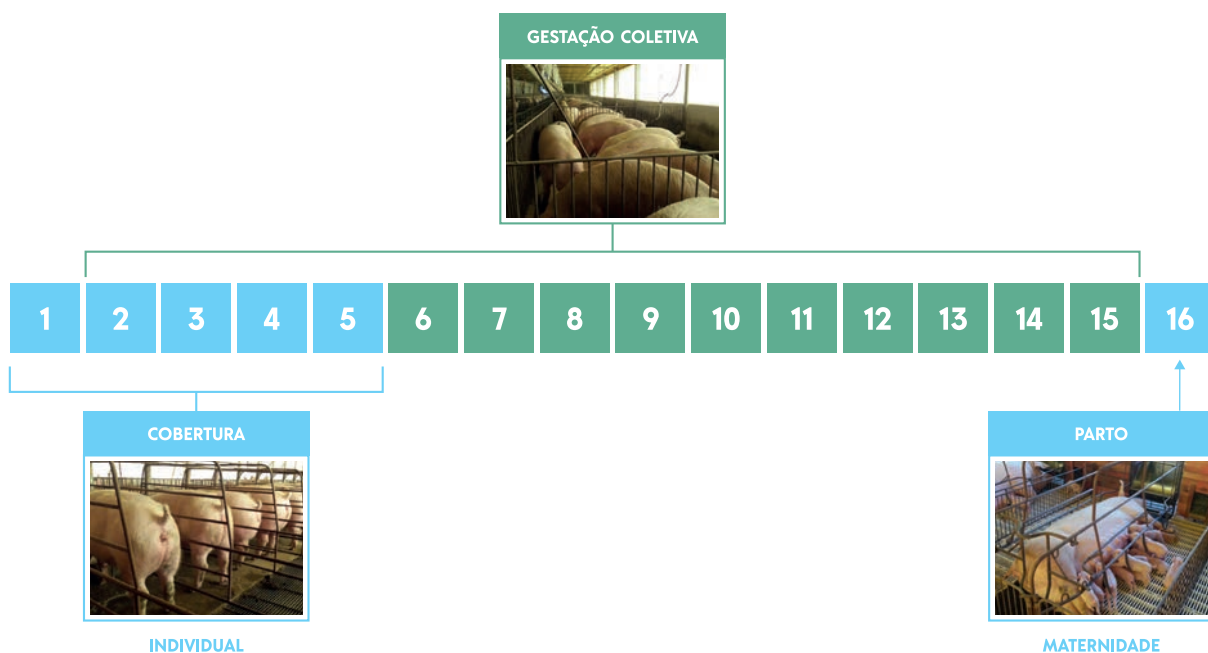 GESTAÇÃO COLETIVA
1 2 3 4 5 6 7 8 9 10 11 12 13 14 15 16
COBERTURA
PARTO
INDIVIDUAL
MATERNIDADE